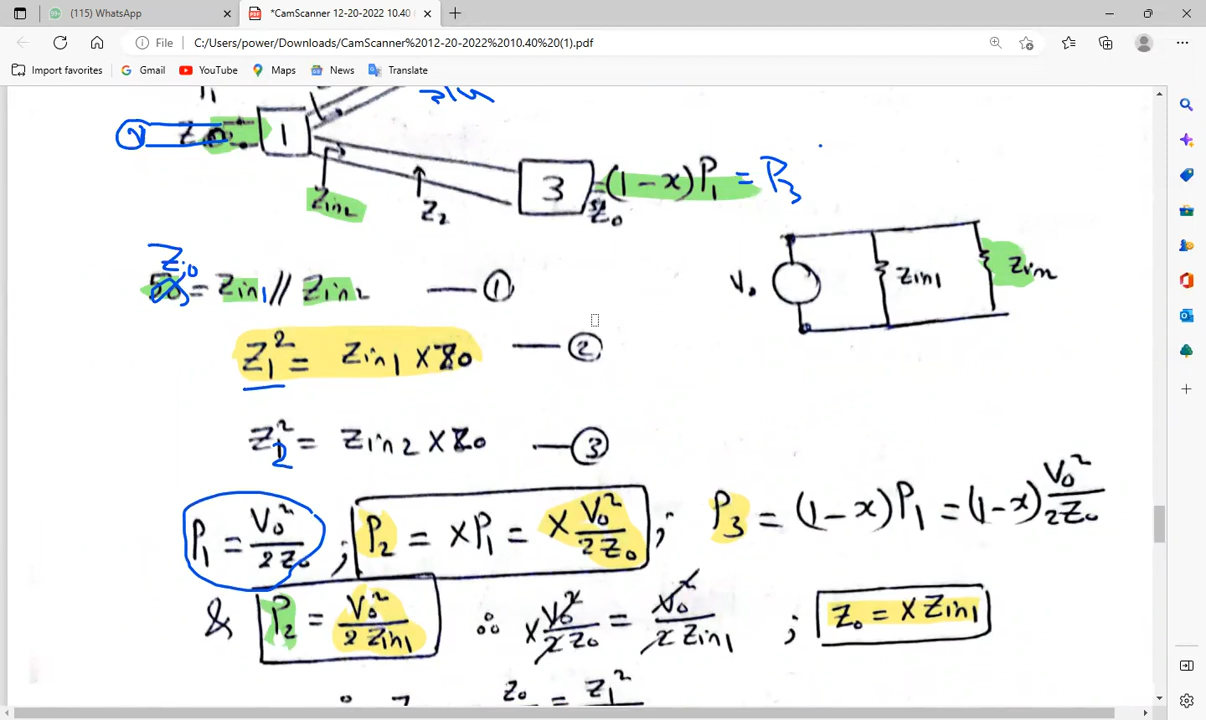 (115) WhatsApp
*CamScanner 12-20-2022 10.40
File
C:/Users/power/Downloads/CamScanner%2012-20-2022%2010.40%20(1).pdf
Import favorites
Gmail
YouTube
Maps
News
Translate
1
3
(1-x)P₁ = P₃
Zin2
Z₂
Z₀
Z₀ = Zin1 // Zin2 — ①
V₀
Zin1
Zin2
Z₁² = Zin1 × Z₀ — ②
Z₂² = Zin2 × Z₀ — ③
P₁ = V₀²/2Z₀ ; P₂ = xP₁ = x V₀²/2Z₀ ; P₃ = (1-x)P₁ = (1-x) V₀²/2Z₀
& P₂ = V₀²/2Zin1 ∴ x V₀²/2Z₀ = V₀²/2Zin1 ; Z₀ = x Zin1
Z₀ = Z₁²